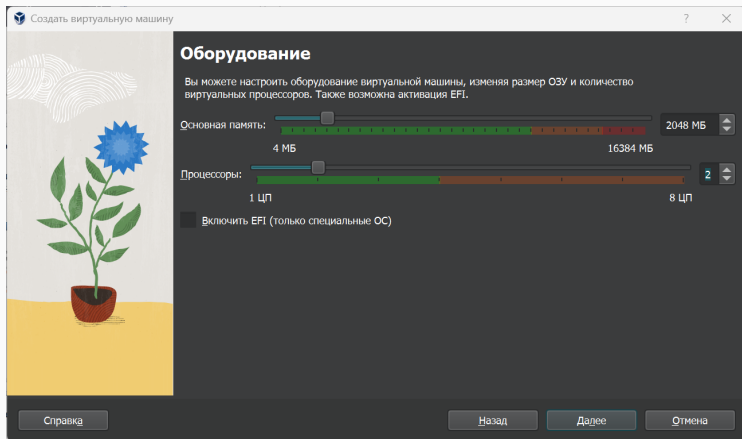 Создать виртуальную машину
Оборудование
Вы можете настроить оборудование виртуальной машины, изменяя размер ОЗУ и количество
виртуальных процессоров. Также возможна активация EFI.
Основная память:
2048 МБ
4 МБ
16384 МБ
Процессоры:
2
1 ЦП
8 ЦП
Включить EFI (только специальные ОС)
Справка
Назад
Далее
Отмена